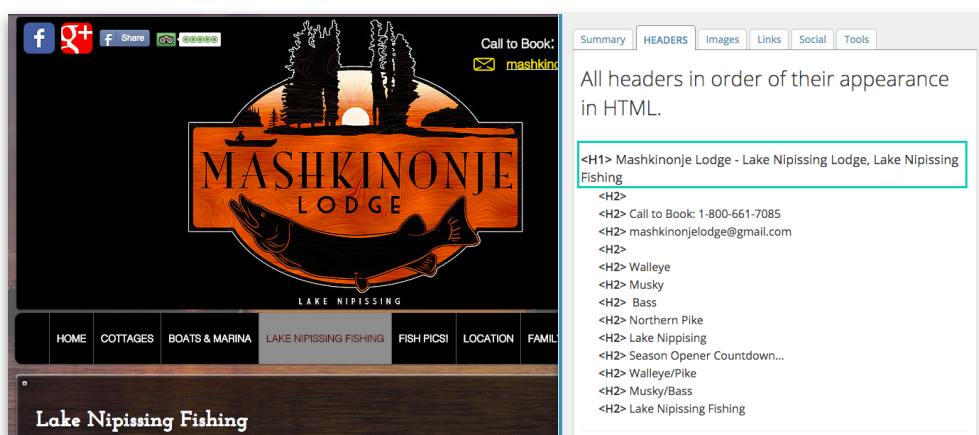 f
g+
f Share
Call to Book:
mashkino
MASHKINONJE
LODGE
LAKE NIPISSING
HOME COTTAGES BOATS & MARINA LAKE NIPISSING FISHING FISH PICS! LOCATION FAMIL
Lake Nipissing Fishing
Summary HEADERS Images Links Social Tools
All headers in order of their appearance
in HTML.
<H1> Mashkinonje Lodge - Lake Nipissing Lodge, Lake Nipissing
Fishing
<H2>
<H2> Call to Book: 1-800-661-7085
<H2> mashkinonjelodge@gmail.com
<H2>
<H2> Walleye
<H2> Musky
<H2> Bass
<H2> Northern Pike
<H2> Lake Nippising
<H2> Season Opener Countdown...
<H2> Walleye/Pike
<H2> Musky/Bass
<H2> Lake Nipissing Fishing